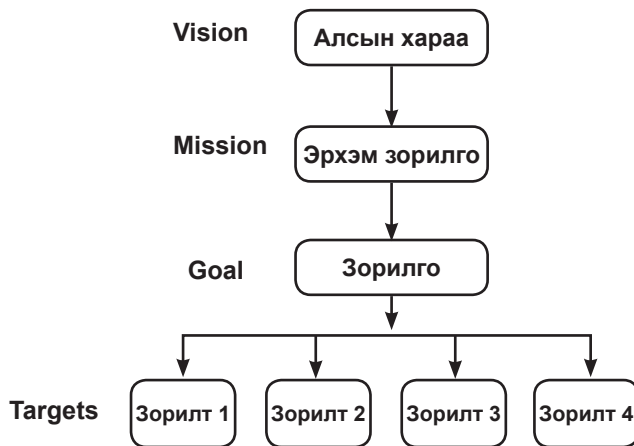 Vision
Алсын хараа
Mission
Эрхэм зорилго
Goal
Зорилго
Targets
Зорилт 1
Зорилт 2
Зорилт 3
Зорилт 4